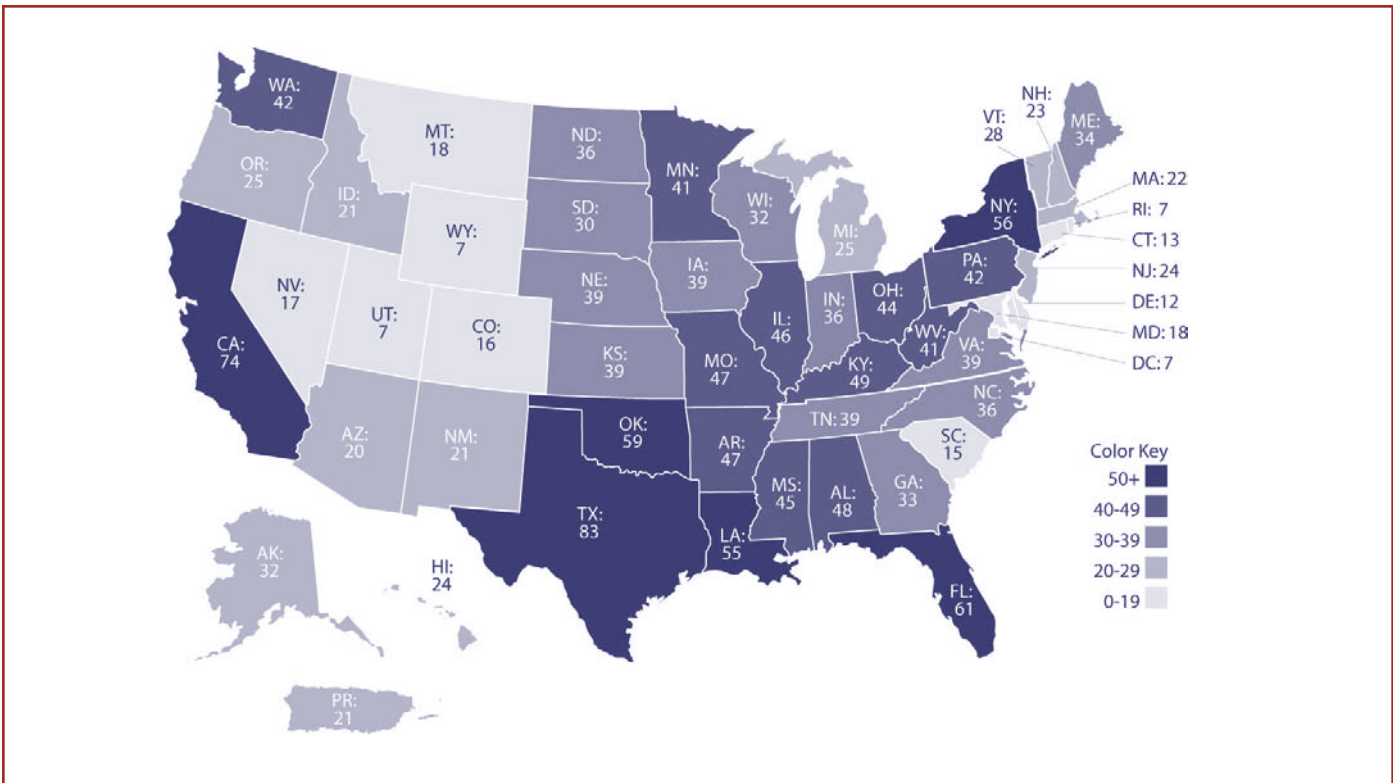 WA:
42
OR:
25
ID:
21
MT:
18
WY:
7
NV:
17
UT:
7
CO:
16
CA:
74
AZ:
20
NM:
21
ND:
36
SD:
30
NE:
39
KS:
39
OK:
59
TX:
83
MN:
41
IA:
39
MO:
47
AR:
47
LA:
55
WI:
32
IL:
46
MI:
25
IN:
36
OH:
44
KY:
49
TN: 39
MS:
45
AL:
48
GA:
33
FL:
61
SC:
15
NC:
36
VA:
39
WV:
41
PA:
42
NY:
56
VT:
28
NH:
23
ME:
34
MA: 22
RI: 7
CT: 13
NJ: 24
DE:12
MD: 18
DC: 7
AK:
32
HI:
24
PR:
21
Color Key
50+
40-49
30-39
20-29
0-19